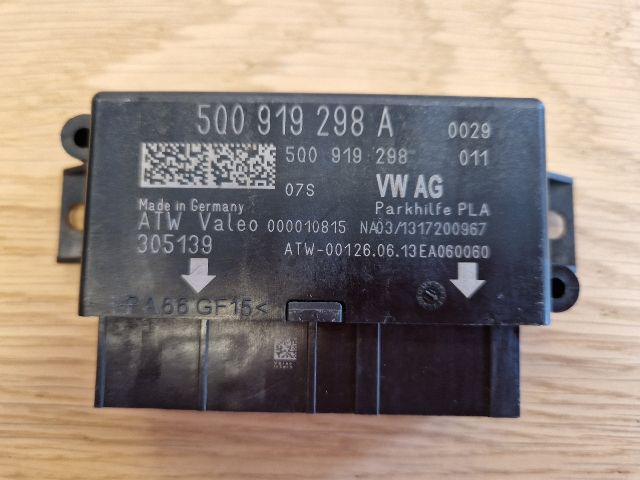 5Q0 919 298 A 0029
5Q0 919 298 011
07S VW AG
Made in Germany Parkhilfe PLA
ATW Valeo 000010815 NA03/1317200967
305139 ATW-00126.06.13EA060060
>PA66 GF15<